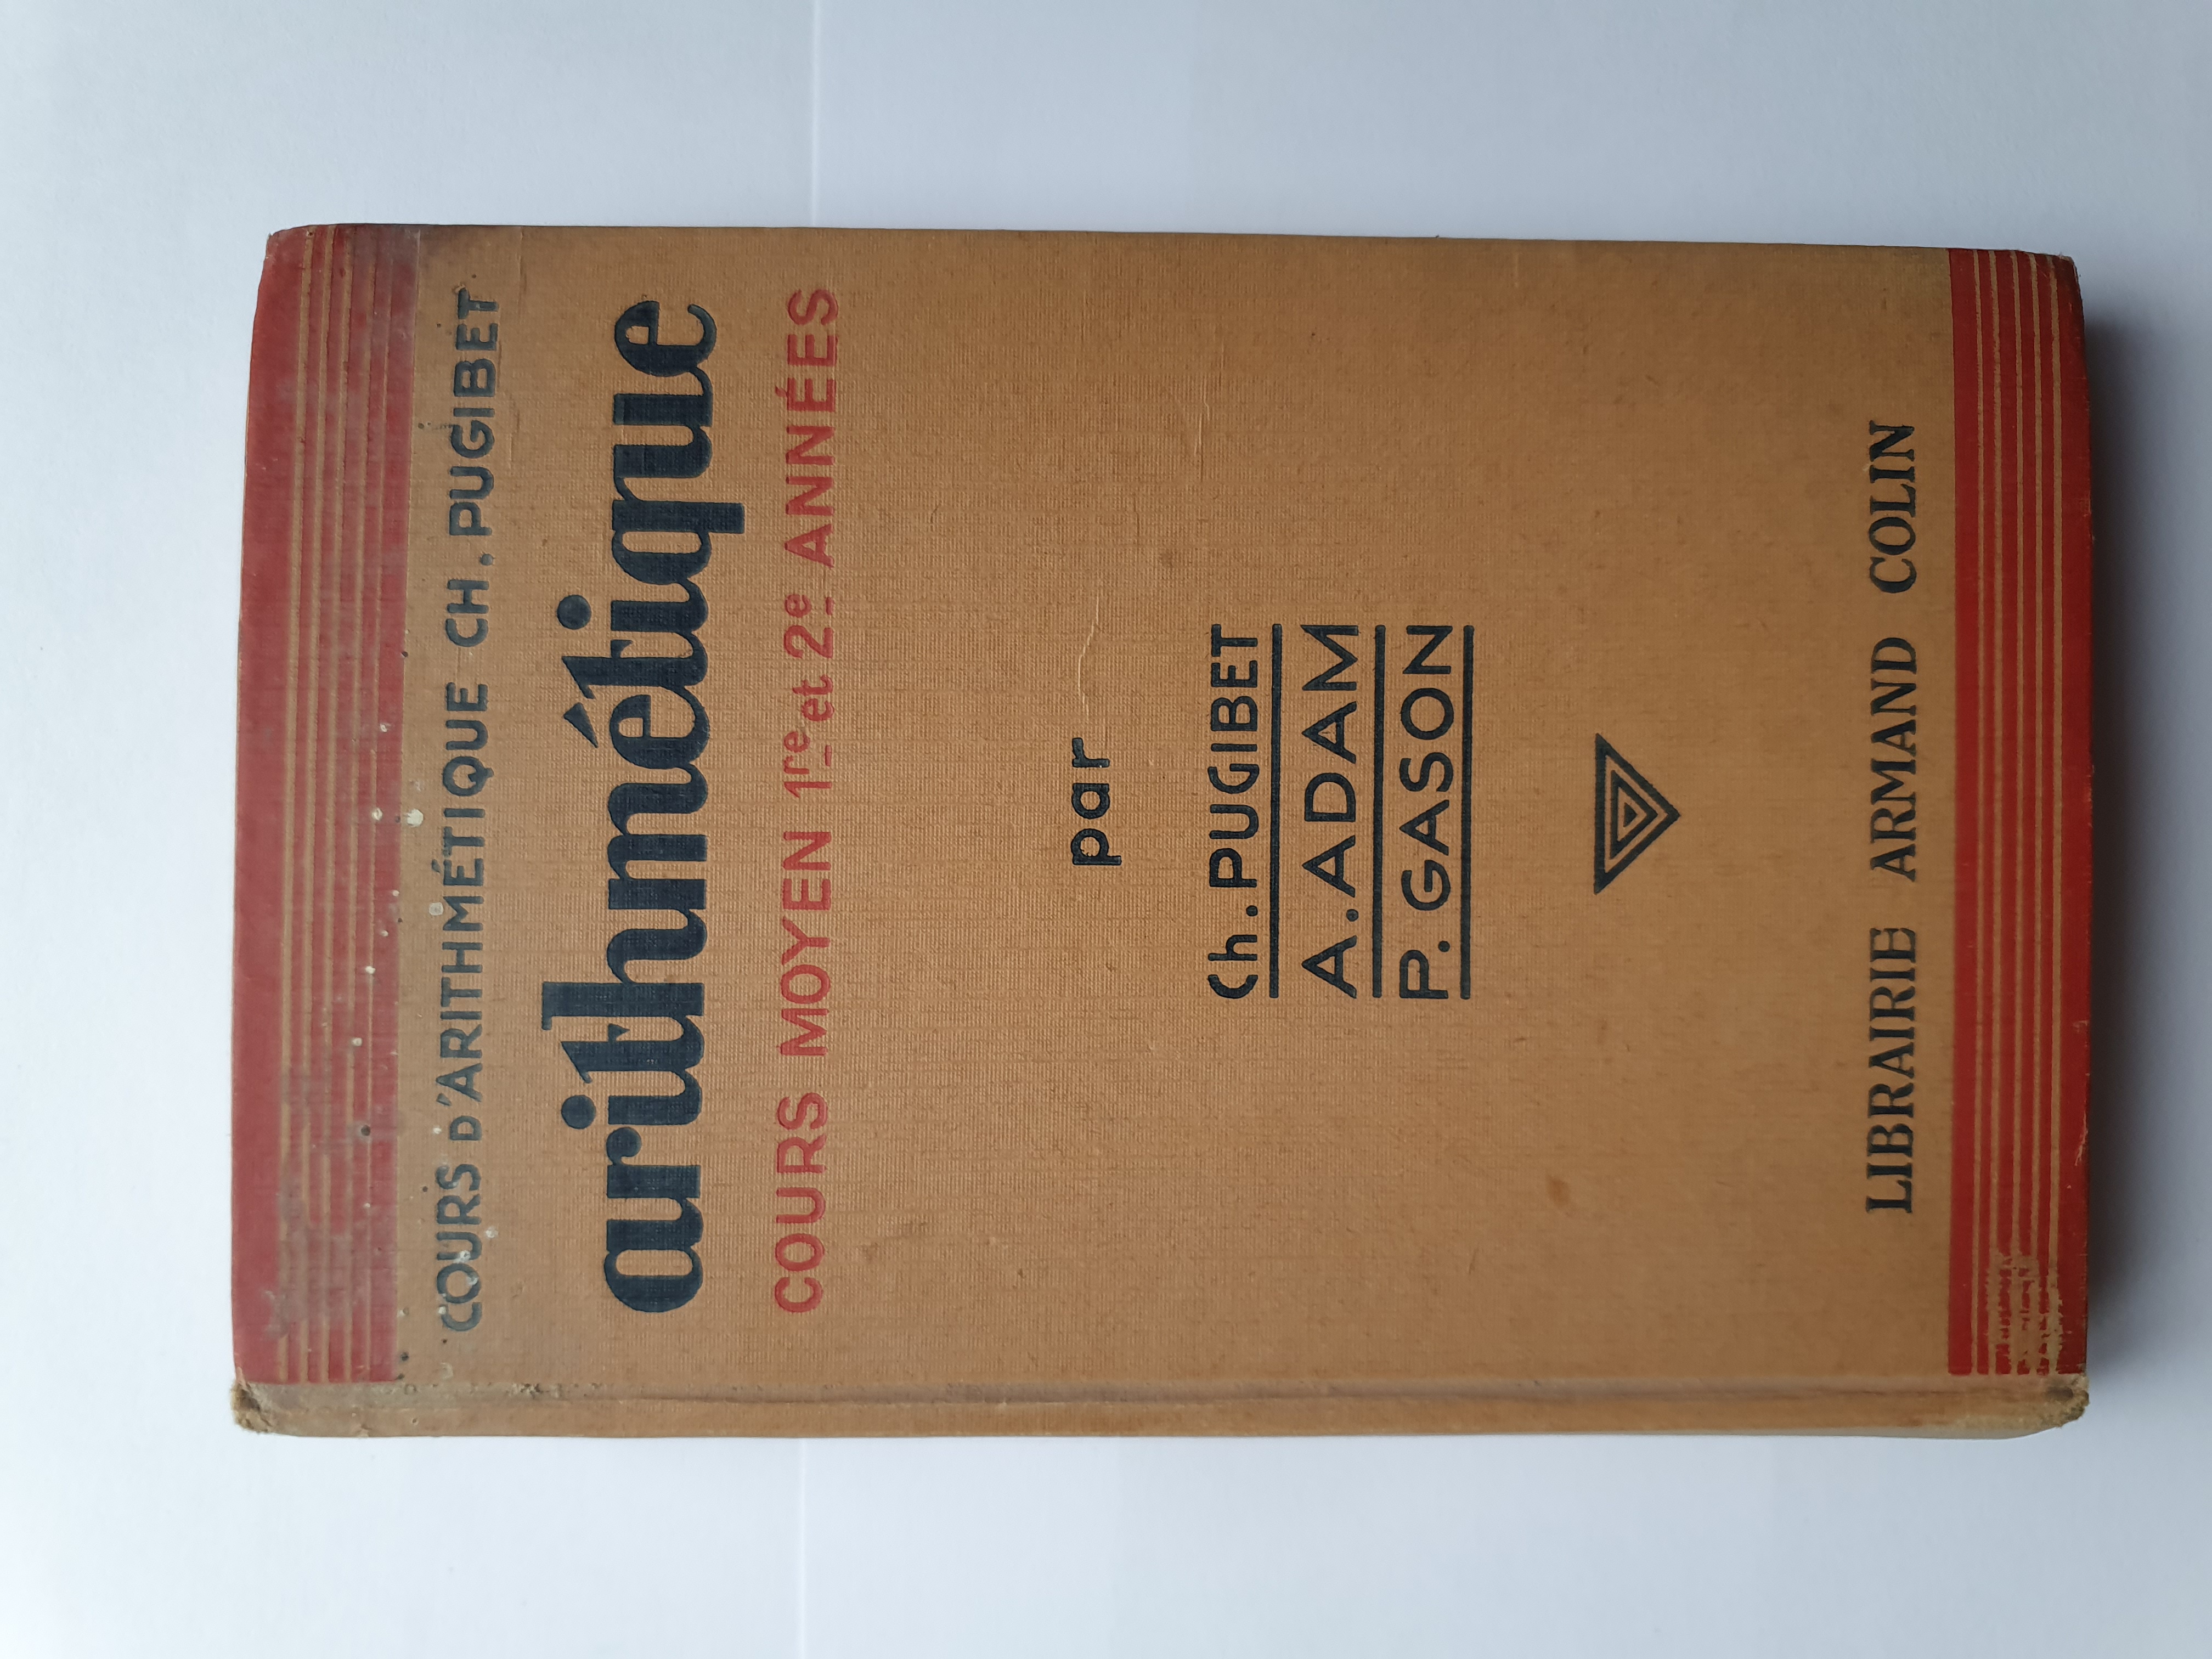 COURS D'ARITHMÉTIQUE CH. PUGIBET
arithmétique
COURS MOYEN 1re et 2e ANNÉES
par
Ch. PUGIBET
A. ADAM
P. GASON
LIBRAIRIE ARMAND COLIN